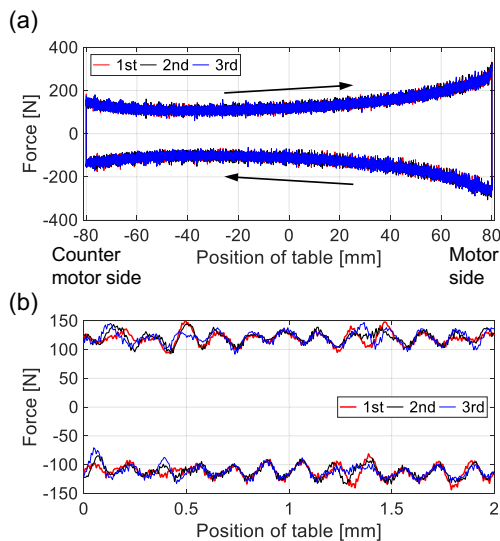 (a)
400
200
0
-200
-400
Force [N]
1st 2nd 3rd
-80 -60 -40 -20 0 20 40 60 80
Counter
motor side
Position of table [mm]
Motor
side
(b)
150
100
50
0
-50
-100
-150
Force [N]
1st 2nd 3rd
0 0.5 1 1.5 2
Position of table [mm]